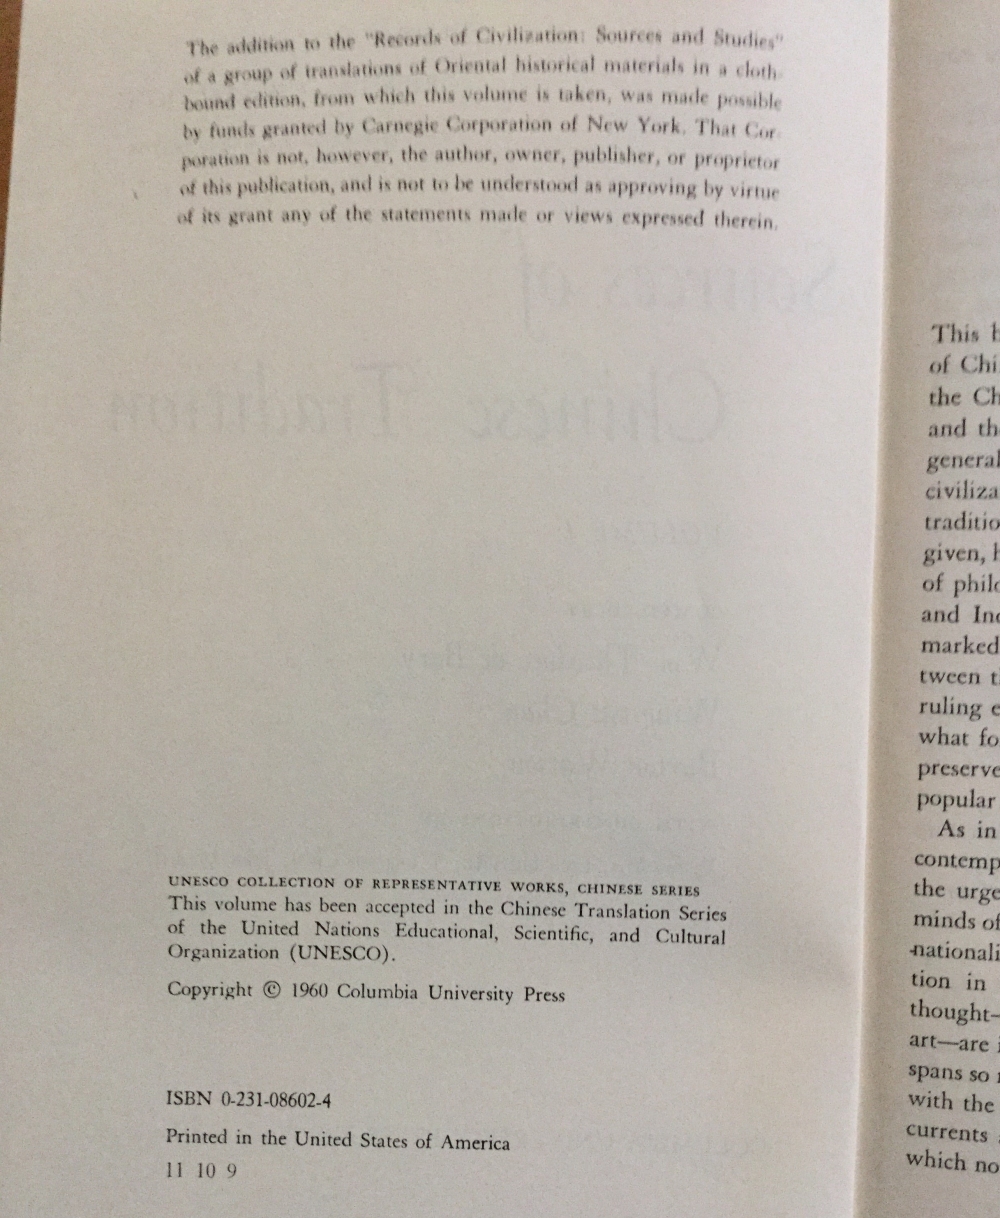 The addition to the "Records of Civilization: Sources and Studies"
of a group of translations of Oriental historical materials in a cloth-
bound edition, from which this volume is taken, was made possible
by funds granted by Carnegie Corporation of New York. That Cor-
poration is not, however, the author, owner, publisher, or proprietor
of this publication, and is not to be understood as approving by virtue
of its grant any of the statements made or views expressed therein.
Sources of
Chinese Tradition
VOLUME I
UNESCO COLLECTION OF REPRESENTATIVE WORKS, CHINESE SERIES
This volume has been accepted in the Chinese Translation Series
of the United Nations Educational, Scientific, and Cultural
Organization (UNESCO).
Copyright © 1960 Columbia University Press
ISBN 0-231-08602-4
Printed in the United States of America
11 10 9
This
of Chi
the Ch
and th
general
civiliza
traditio
given, h
of philo
and Inc
marked
tween t
ruling e
what fo
preserve
popular
As in
contemp
the urge
minds of
nationali
tion in
thought—
art—are i
spans so
with the
currents
which no